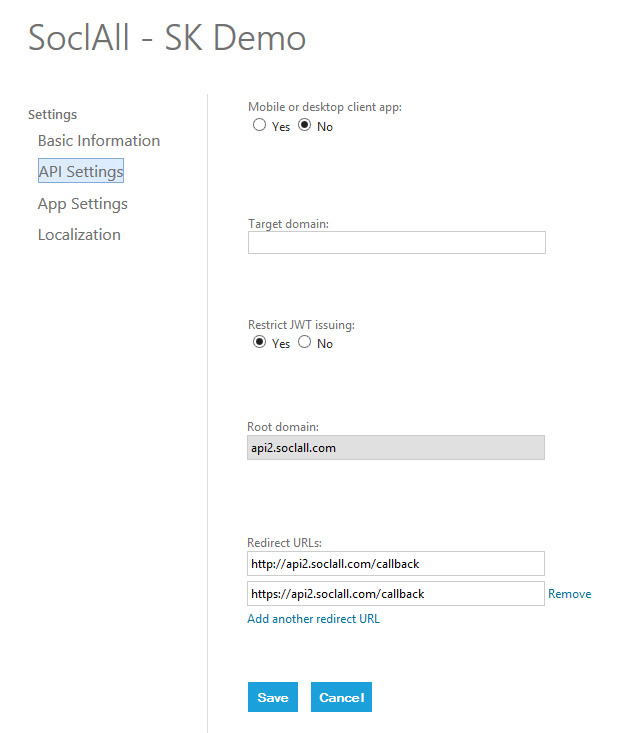 SoclAll - SK Demo
Settings
Basic Information
API Settings
App Settings
Localization
Mobile or desktop client app:
Yes No
Target domain:
Restrict JWT issuing:
Yes No
Root domain:
api2.soclall.com
Redirect URLs:
http://api2.soclall.com/callback
https://api2.soclall.com/callback Remove
Add another redirect URL
Save Cancel